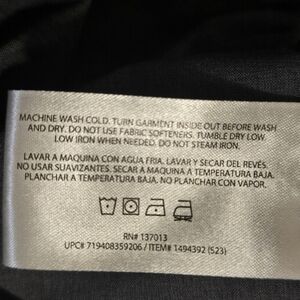 MACHINE WASH COLD. TURN GARMENT INSIDE OUT BEFORE WASH
AND DRY. DO NOT USE FABRIC SOFTENERS. TUMBLE DRY LOW.
LOW IRON WHEN NEEDED. DO NOT STEAM IRON.
LAVAR A MAQUINA CON AGUA FRIA. LAVAR Y SECAR DEL REVÉS.
NO USAR SUAVIZANTES. SECAR A MAQUINA A TEMPERATURA BAJA.
PLANCHAR A TEMPERATURA BAJA. NO PLANCHAR CON VAPOR.
RN# 137013
UPC# 719408359206 / ITEM# 1494392 (523)